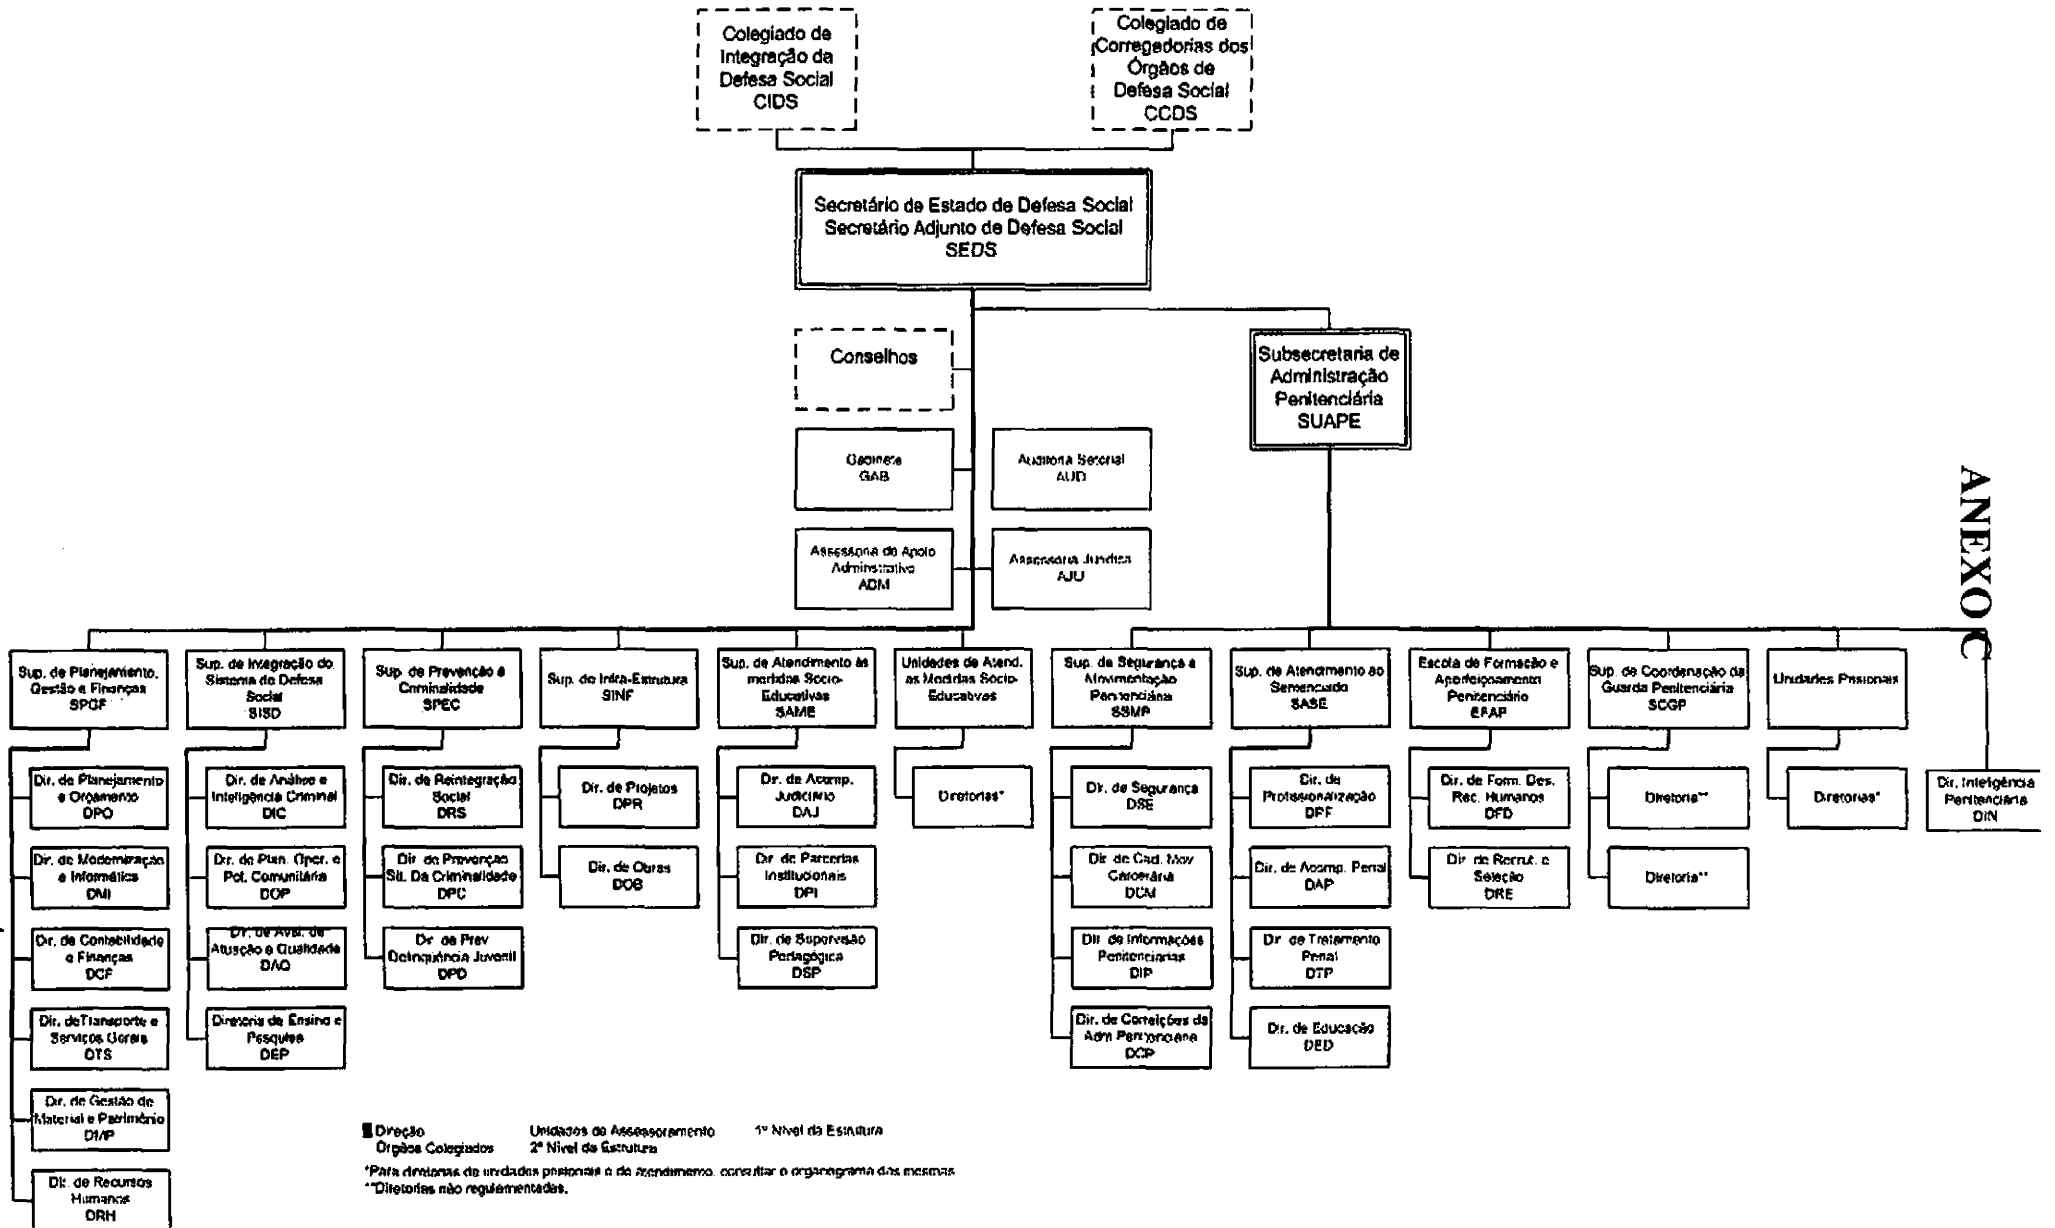 Colegiado de
Integração da
Defesa Social
CIDS
Colegiado de
Corregedorias dos
Órgãos de
Defesa Social
CCDS
Secretário de Estado de Defesa Social
Secretário Adjunto de Defesa Social
SEDS
Conselhos
Subsecretaria de
Administração
Penitenciária
SUAPE
Gabinete
GAB
Auditoria Setorial
AUD
Assessoria de Apoio
Administrativo
ADM
Assessoria Jurídica
AJU
ANEXO C
Sup. de Planejamento,
Gestão e Finanças
SPGF
Sup. de Integração do
Sistema de Defesa
Social
SISD
Sup. de Prevenção à
Criminalidade
SPEC
Sup. de Infra-Estrutura
SINF
Sup. de Atendimento às
medidas Sócio-
Educativas
SAME
Unidades de Atend.
as Medidas Sócio-
Educativas
Sup. de Segurança e
Movimentação
Penitenciária
SSMP
Sup. de Atendimento ao
Sentenciado
SASE
Escola de Formação e
Aperfeiçoamento
Penitenciário
EFAP
Sup. de Coordenação da
Guarda Penitenciária
SCGP
Unidades Prisionais
Dir. Inteligência
Penitenciária
DIN
Dir. de Planejamento
e Orçamento
DPO
Dir. de Modernização
e Informática
DMI
Dir. de Contabilidade
e Finanças
DCF
Dir. deTransporte e
Serviços Gerais
DTS
Dir. de Gestão de
Material e Patrimônio
DMP
Dir. de Recursos
Humanos
DRH
Dir. de Análise e
Inteligência Criminal
DIC
Dir. de Plan. Oper. e
Pol. Comunitária
DOP
Dir. de Aval. de
Atuação e Qualidade
DAQ
Diretoria de Ensino e
Pesquisa
DEP
Dir. de Reintegração
Social
DRS
Dir de Prevenção
Sit. Da Criminalidade
DPC
Dir de Prev
Delinqüência Juvenil
DPD
Dir. de Projetos
DPR
Dir. de Obras
DOB
Dir. de Acomp.
Judiciário
DAJ
Dir de Parcerias
Institucionais
DPI
Dir. de Supervisão
Pedagógica
DSP
Diretorias*
Dir. de Segurança
DSE
Dir de Cad. Mov
Carcerária
DCM
Dir de Informações
Penitenciárias
DIP
Dir. de Correições da
Adm Penitenciária
DCP
Dir. de
Profissionalização
DPF
Dir. de Acomp. Penal
DAP
Dir de Tratamento
Penal
DTP
Dir. de Educação
DED
Dir. de Form. Des.
Rec. Humanos
DFD
Dir de Recrut. e
Seleção
DRE
Diretoria**
Diretoria**
Diretorias*
Direção
Unidades de Assessoramento
1º Nível da Estrutura
Órgãos Colegiados
2º Nível da Estrutura
*Para diretorias de unidades prisionais e de atendimento, consultar o organograma das mesmas
**Diretorias não regulamentadas.